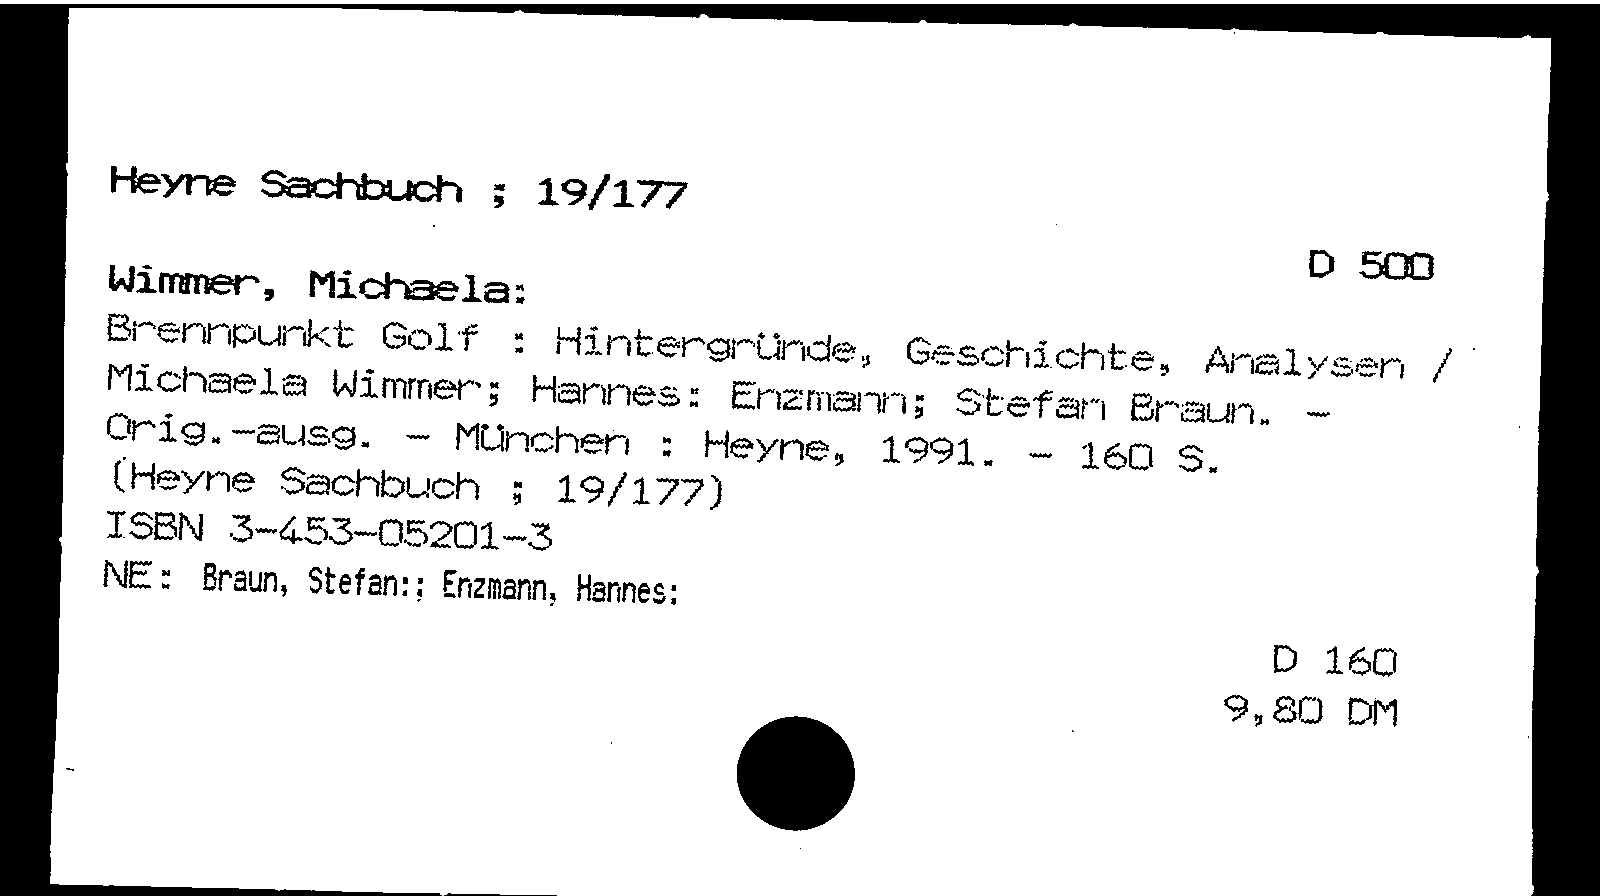 Heyne Sachbuch ; 19/177
D 500
Wimmer, Michaela:
Brennpunkt Golf : Hintergründe, Geschichte, Analysen /
Michaela Wimmer; Hannes: Enzmann; Stefan Braun. -
Orig.-ausg. - München : Heyne, 1991. - 160 S.
(Heyne Sachbuch ; 19/177)
ISBN 3-453-05201-3
NE: Braun, Stefan:; Enzmann, Hannes:
D 160
9,80 DM